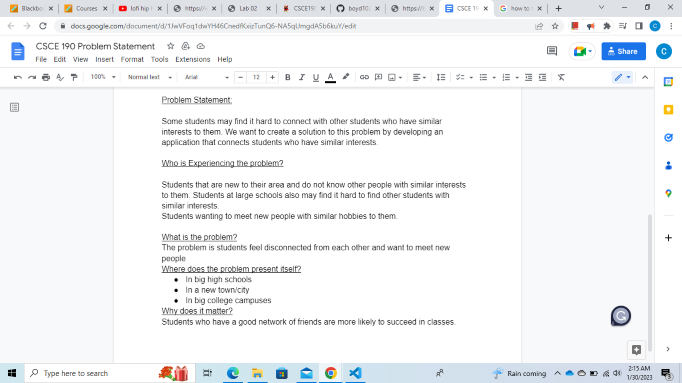 Blackbo
Courses
lofi hip
https://
Lab 02
CSCE19
boyd10
https://
CSCE 19
how to
docs.google.com/document/d/1JwVFoq1dwYH46CnedfKxizTunQ6-NA5qUmgdA5b6kuY/edit
CSCE 190 Problem Statement
File Edit View Insert Format Tools Extensions Help
Share
C
100% Normal text Arial 12 B I U A
Problem Statement:
Some students may find it hard to connect with other students who have similar
interests to them. We want to create a solution to this problem by developing an
application that connects students who have similar interests.
Who is Experiencing the problem?
Students that are new to their area and do not know other people with similar interests
to them. Students at large schools also may find it hard to find other students with
similar interests.
Students wanting to meet new people with similar hobbies to them.
What is the problem?
The problem is students feel disconnected from each other and want to meet new
people
Where does the problem present itself?
● In big high schools
● In a new town/city
● In big college campuses
Why does it matter?
Students who have a good network of friends are more likely to succeed in classes.
Type here to search
Rain coming
2:15 AM
1/30/2023